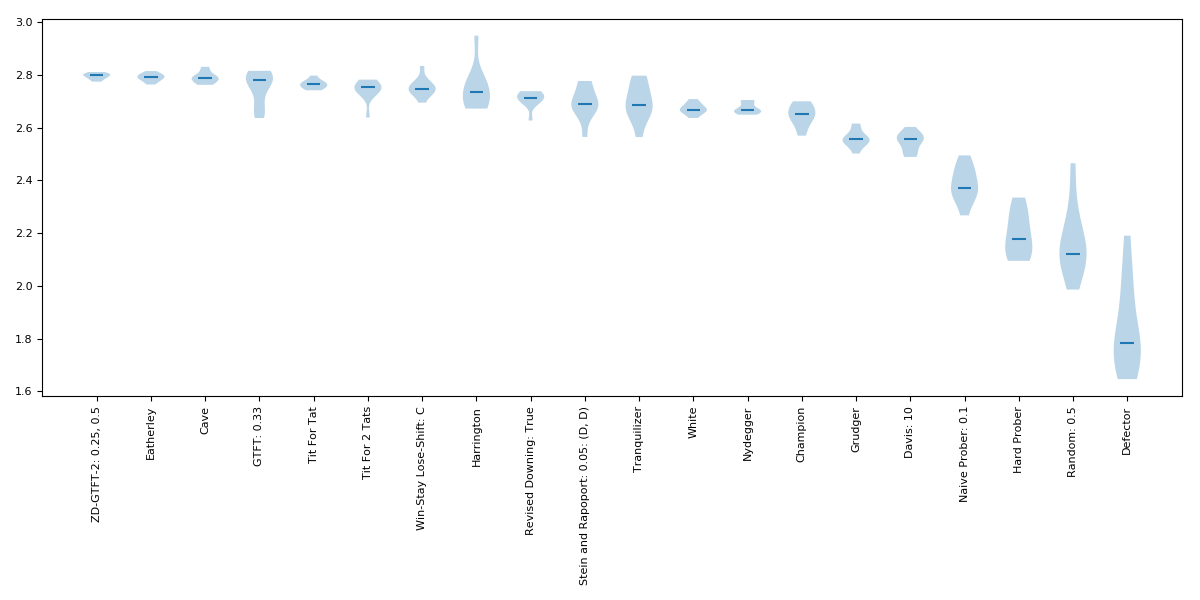 3.0
2.8
2.6
2.4
2.2
2.0
1.8
1.6
ZD-GTFT-2: 0.25, 0.5
Eatherley
Cave
GTFT: 0.33
Tit For Tat
Tit For 2 Tats
Win-Stay Lose-Shift: C
Harrington
Revised Downing: True
Stein and Rapoport: 0.05: (D, D)
Tranquilizer
White
Nydegger
Champion
Grudger
Davis: 10
Naive Prober: 0.1
Hard Prober
Random: 0.5
Defector